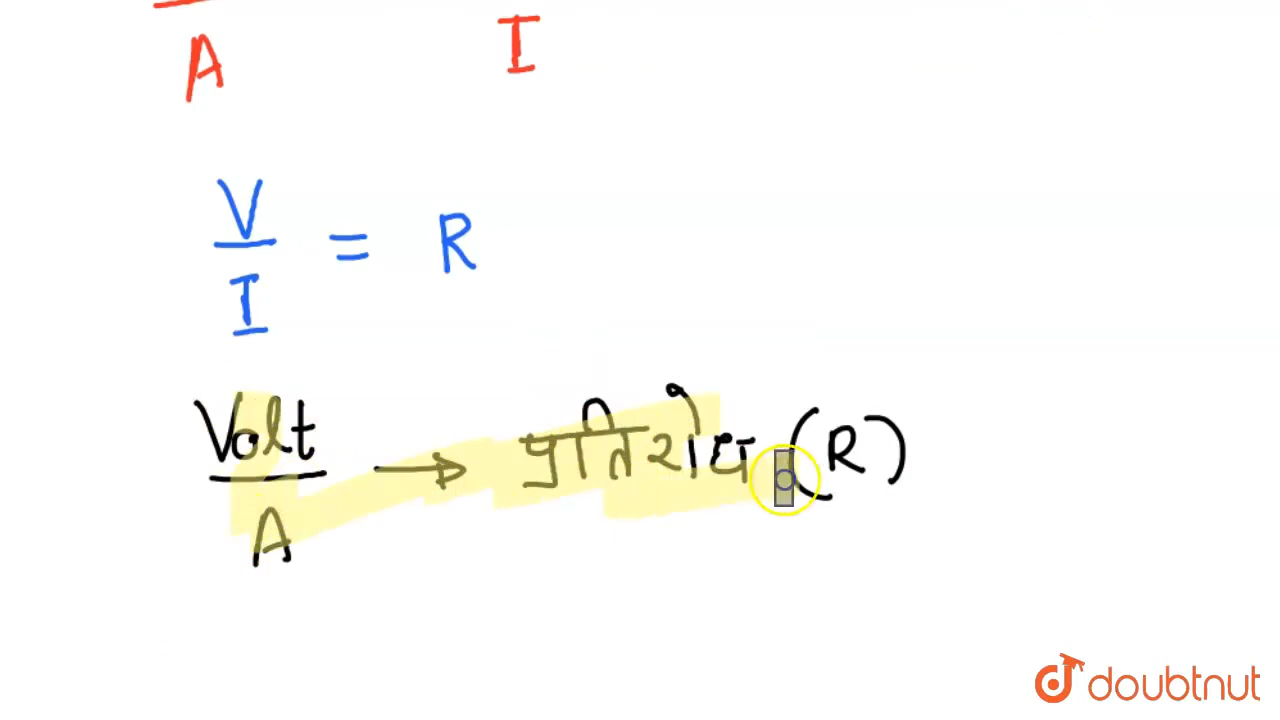 A I
V
I = R
Volt
A → प्रतिरोध (R)
doubtnut